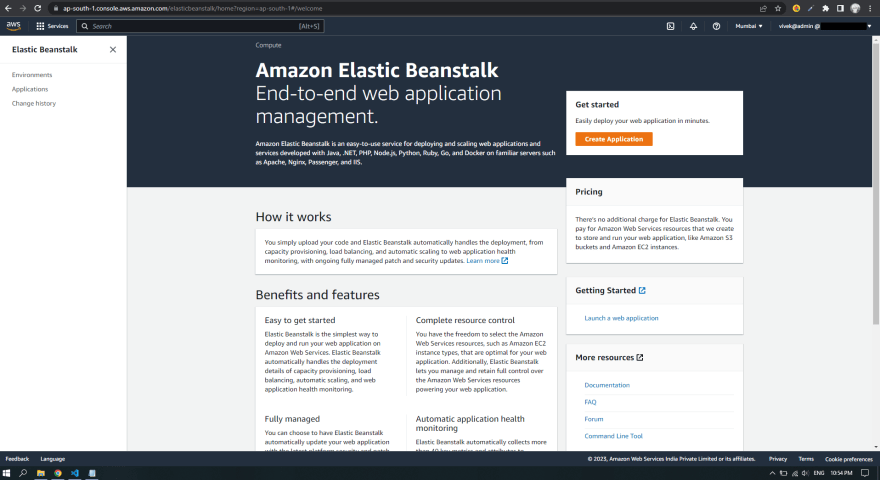 ap-south-1.console.aws.amazon.com/elasticbeanstalk/home?region=ap-south-1#/welcome
aws
Services
Search
[Alt+S]
Mumbai
vivek@admin @
Elastic Beanstalk
Environments
Applications
Change history
Compute
Amazon Elastic Beanstalk
End-to-end web application
management.
Amazon Elastic Beanstalk is an easy-to-use service for deploying and scaling web applications and
services developed with Java, .NET, PHP, Node.js, Python, Ruby, Go, and Docker on familiar servers such
as Apache, Nginx, Passenger, and IIS.
Get started
Easily deploy your web application in minutes.
Create Application
Pricing
There's no additional charge for Elastic Beanstalk. You
pay for Amazon Web Services resources that we create
to store and run your web application, like Amazon S3
buckets and Amazon EC2 instances.
How it works
You simply upload your code and Elastic Beanstalk automatically handles the deployment, from
capacity provisioning, load balancing, and automatic scaling to web application health
monitoring, with ongoing fully managed patch and security updates. Learn more
Getting Started
Launch a web application
Benefits and features
Easy to get started
Elastic Beanstalk is the simplest way to
deploy and run your web application on
Amazon Web Services. Elastic Beanstalk
automatically handles the deployment
details of capacity provisioning, load
balancing, automatic scaling, and web
application health monitoring.
Complete resource control
You have the freedom to select the Amazon
Web Services resources, such as Amazon EC2
instance types, that are optimal for your web
application. Additionally, Elastic Beanstalk
lets you manage and retain full control over
the Amazon Web Services resources
powering your web application.
More resources
Documentation
FAQ
Forum
Command Line Tool
Fully managed
You can choose to have Elastic Beanstalk
automatically update your web application
with the latest platform security and patch
Automatic application health
monitoring
Elastic Beanstalk automatically collects more
than 40 key metrics and attributes to
Feedback
Language
© 2023, Amazon Web Services India Private Limited or its affiliates.
Privacy
Terms
Cookie preferences
ENG
10:54 PM